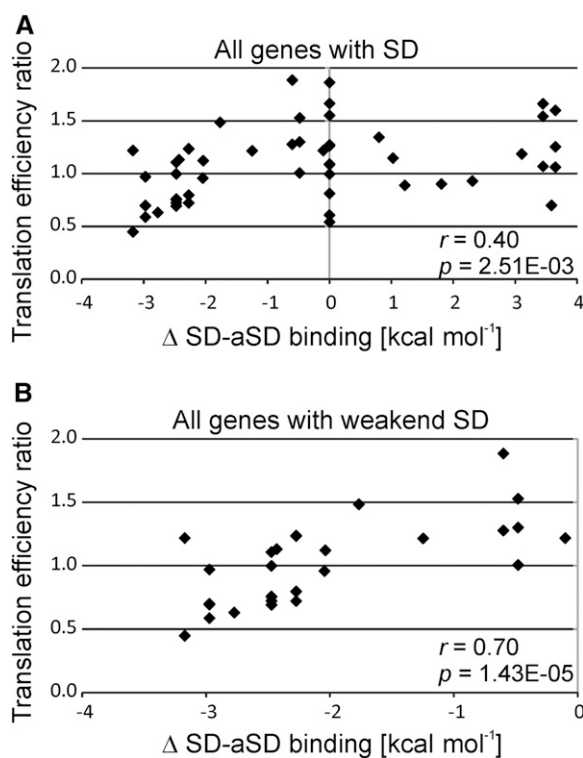 A
All genes with SD
Translation efficiency ratio
2.0
1.5
1.0
0.5
0.0
r = 0.40
p = 2.51E-03
-4 -3 -2 -1 0 1 2 3 4
Δ SD-aSD binding [kcal mol⁻¹]
B
All genes with weakend SD
Translation efficiency ratio
2.0
1.5
1.0
0.5
0.0
r = 0.70
p = 1.43E-05
-4 -3 -2 -1 0
Δ SD-aSD binding [kcal mol⁻¹]